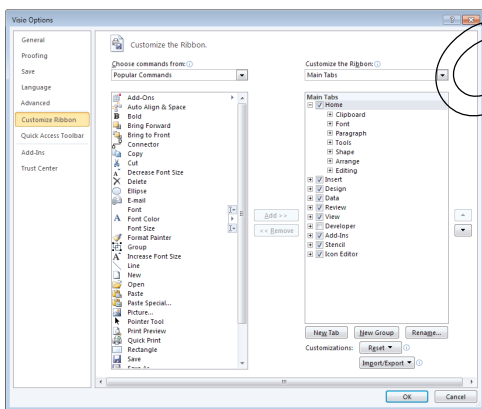 Visio Options
General
Proofing
Save
Language
Advanced
Customize Ribbon
Quick Access Toolbar
Add-Ins
Trust Center
Customize the Ribbon.
Choose commands from:
Popular Commands
Add-Ons
Auto Align & Space
Bold
Bring Forward
Bring to Front
Connector
Copy
Cut
Decrease Font Size
Delete
Ellipse
E-mail
Font
Font Color
Font Size
Format Painter
Group
Increase Font Size
Line
New
Open
Paste
Paste Special...
Picture...
Pointer Tool
Print Preview
Quick Print
Rectangle
Save
Add >>
<< Remove
Customize the Ribbon:
Main Tabs
Main Tabs
Home
Clipboard
Font
Paragraph
Tools
Shape
Arrange
Editing
Insert
Design
Data
Review
View
Developer
Add-Ins
Stencil
Icon Editor
New Tab New Group Rename...
Customizations: Reset
Import/Export
OK Cancel